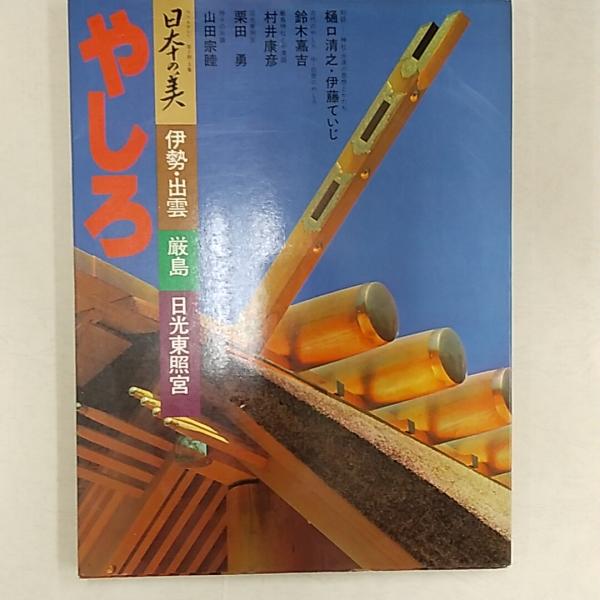 やしろ
日本の美
伊勢・出雲
厳島
日光東照宮
樋口清之・伊藤ていじ
鈴木嘉吉
村井康彦
栗田 勇
山田宗睦